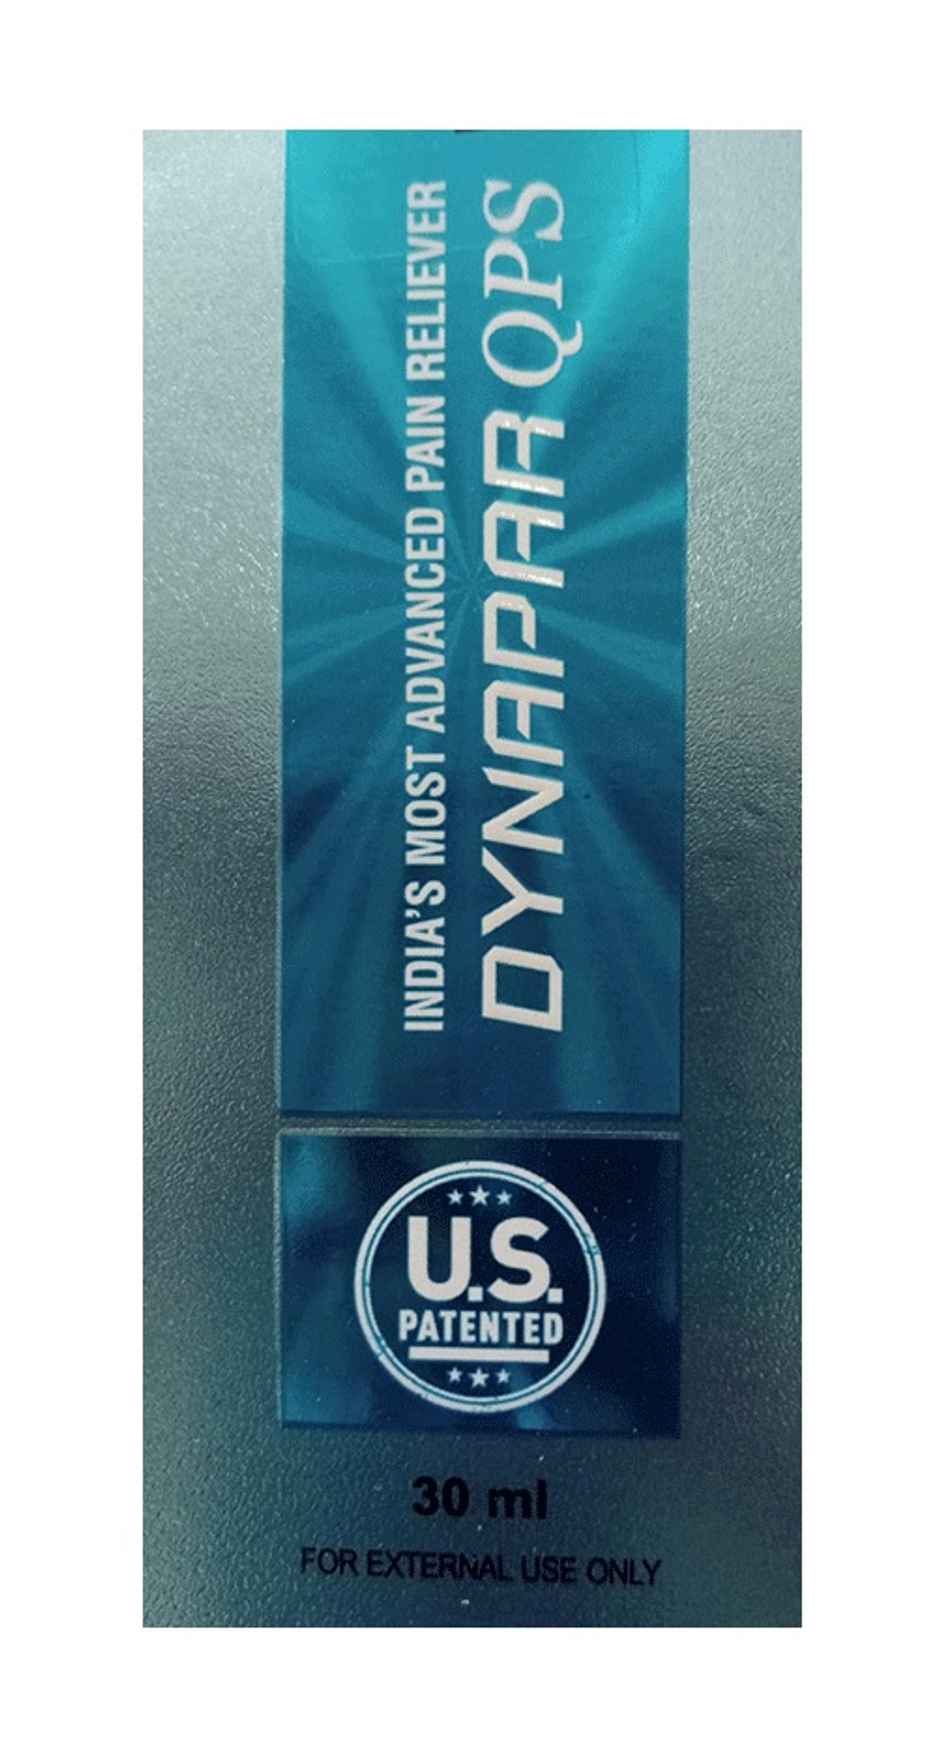 INDIA'S MOST ADVANCED PAIN RELIEVER
DYNAPAR QPS
U.S.
PATENTED
30 ml
FOR EXTERNAL USE ONLY